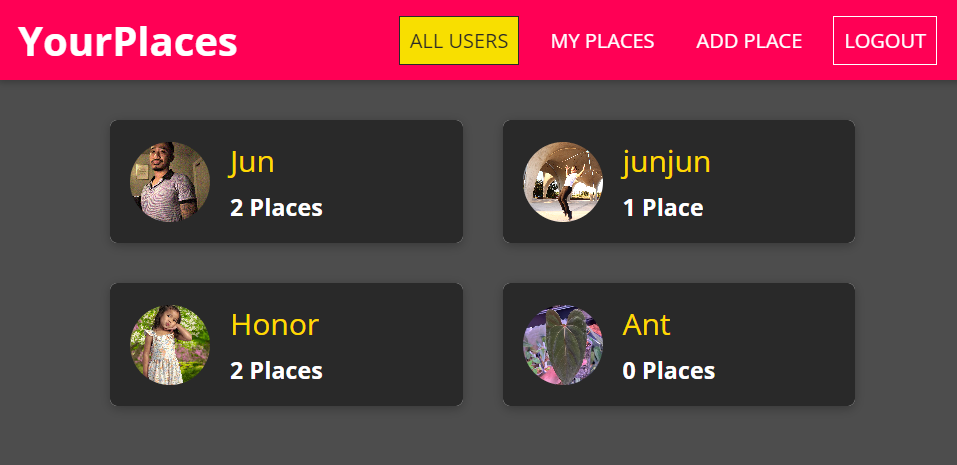 YourPlaces
ALL USERS
MY PLACES
ADD PLACE
LOGOUT
Jun
2 Places
junjun
1 Place
Honor
2 Places
Ant
0 Places